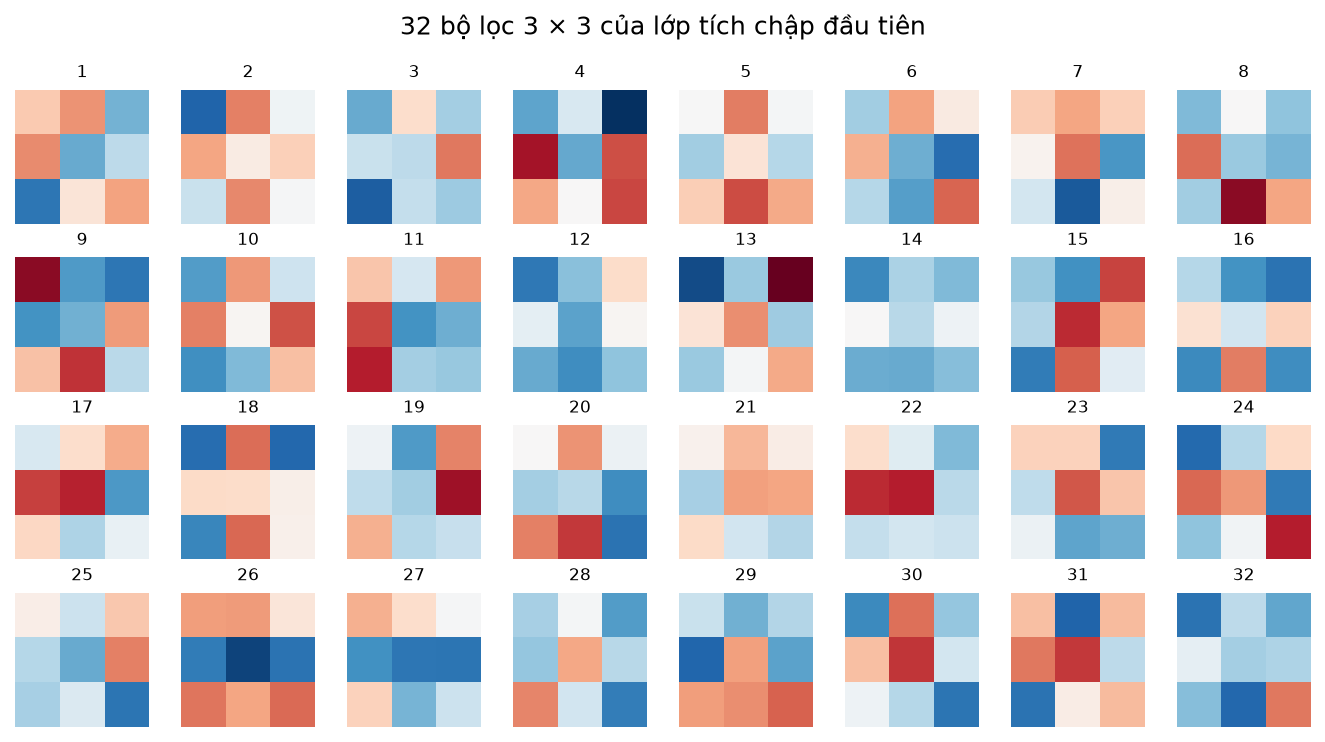 32 bộ lọc 3 × 3 của lớp tích chập đầu tiên
1 2 3 4 5 6 7 8
9 10 11 12 13 14 15 16
17 18 19 20 21 22 23 24
25 26 27 28 29 30 31 32